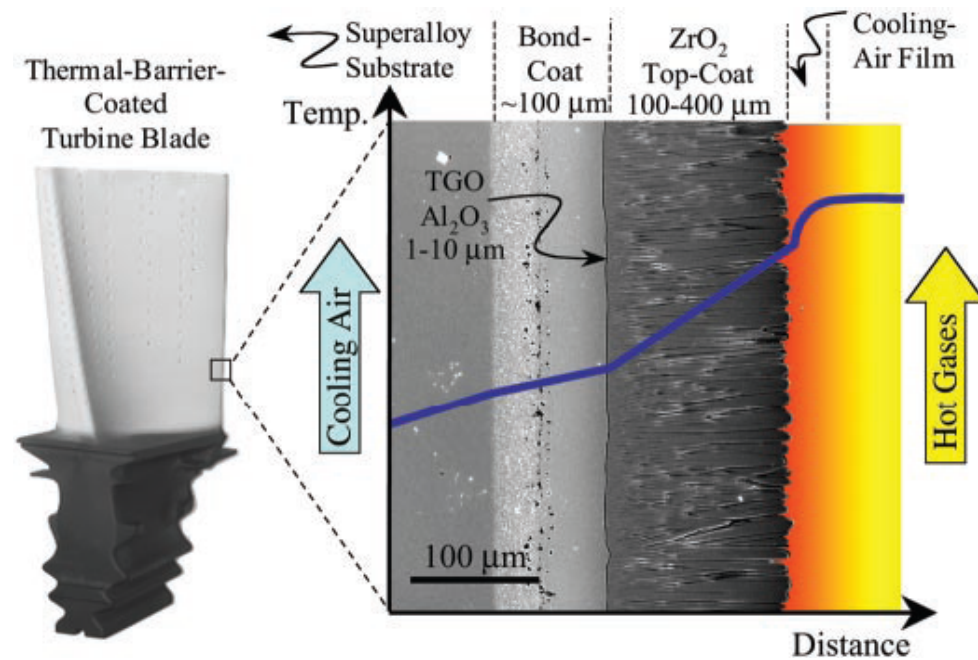 Thermal-Barrier-
Coated
Turbine Blade
Superalloy
Substrate
Temp.
Bond-
Coat
~100 μm
ZrO₂
Top-Coat
100-400 μm
Cooling-
Air Film
TGO
Al₂O₃
1-10 μm
Cooling Air
Hot Gases
100 μm
Distance